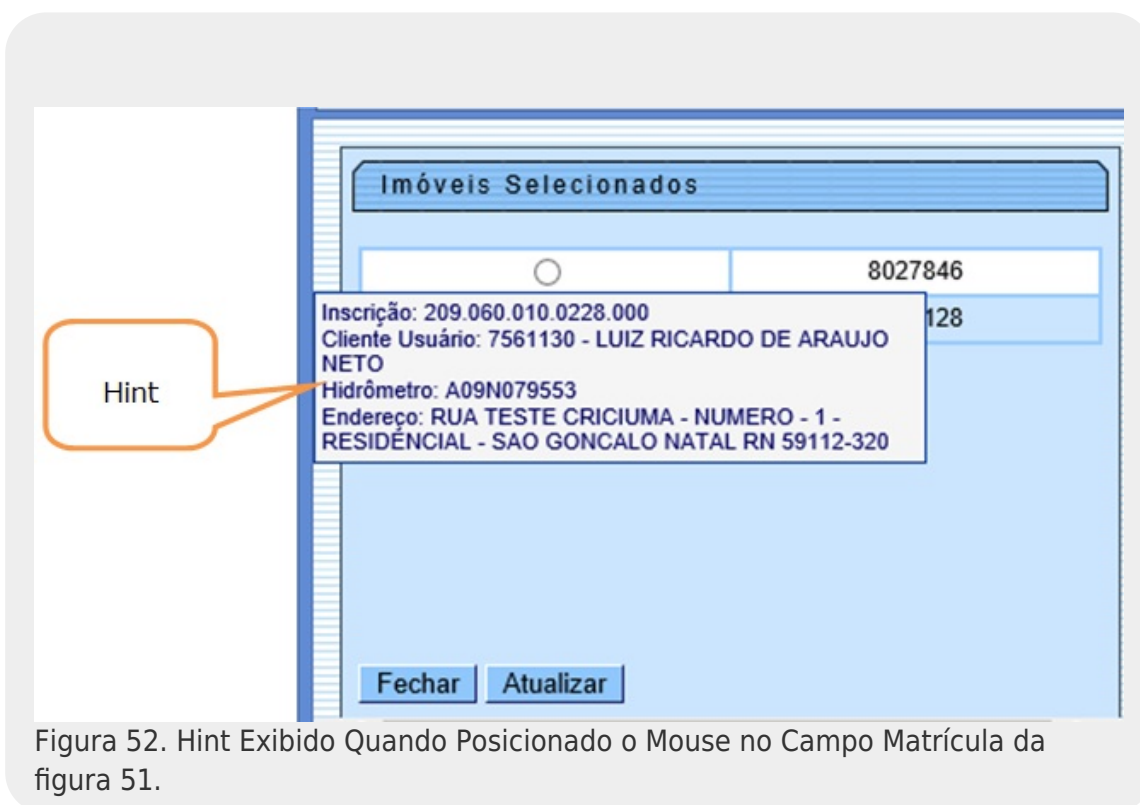 Imóveis Selecionados
8027846
128
Inscrição: 209.060.010.0228.000
Cliente Usuário: 7561130 - LUIZ RICARDO DE ARAUJO
NETO
Hidrômetro: A09N079553
Endereço: RUA TESTE CRICIUMA - NUMERO - 1 -
RESIDÊNCIAL - SAO GONCALO NATAL RN 59112-320
Hint
Fechar Atualizar
Figura 52. Hint Exibido Quando Posicionado o Mouse no Campo Matrícula da
figura 51.